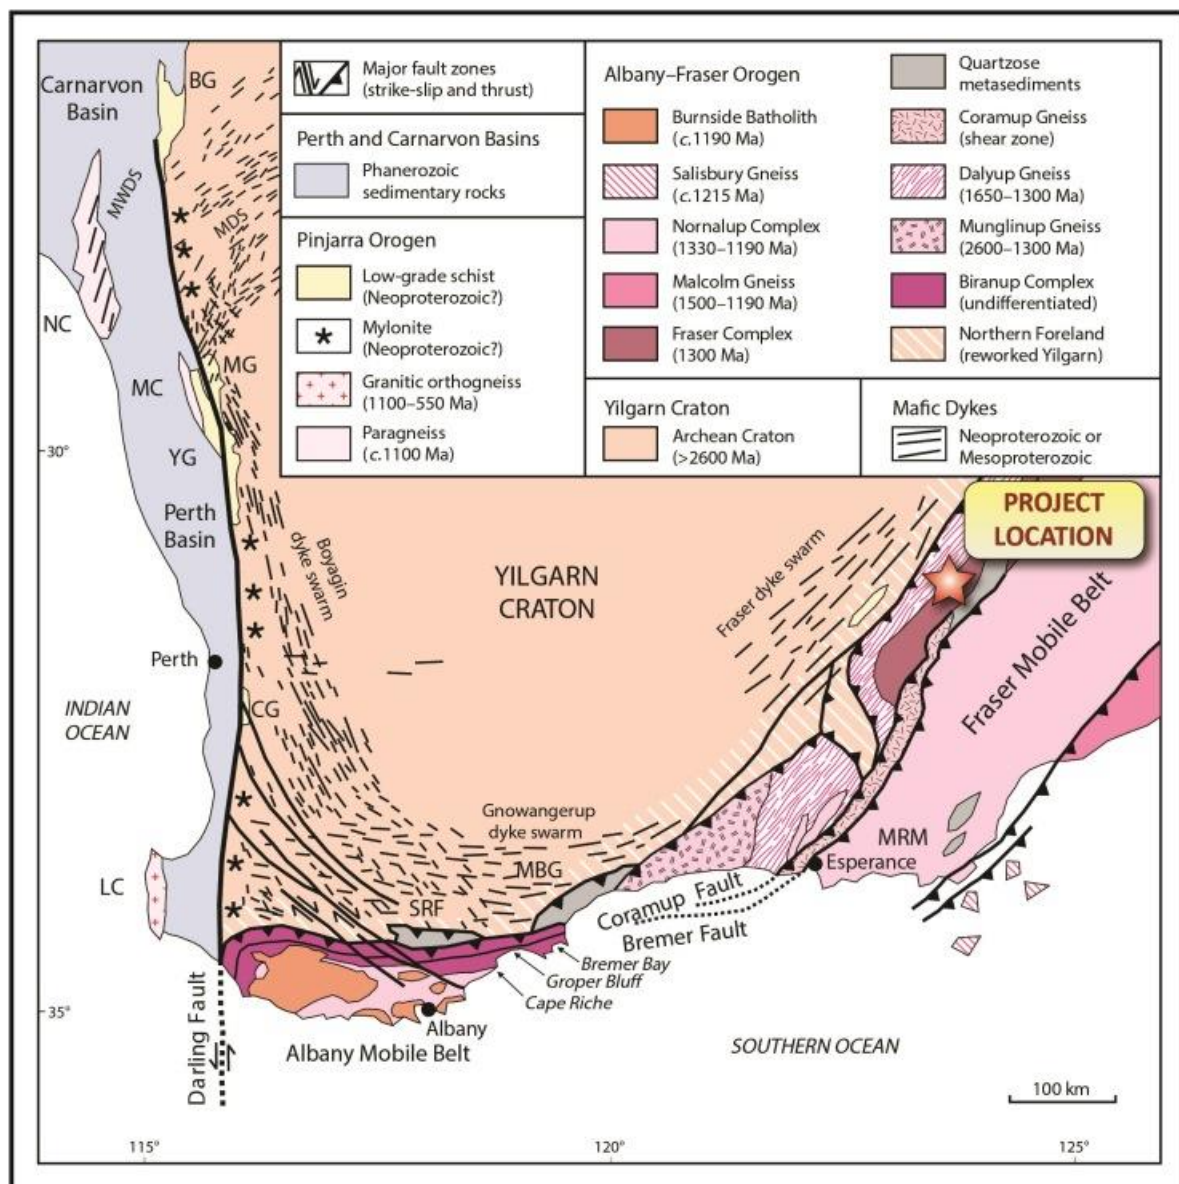 Carnarvon
Basin
BG
MWDS
MDS
NC
MC
MG
YG
30°
Perth
Basin
Boyagin
dyke swarm
YILGARN
CRATON
Fraser dyke swarm
Perth
INDIAN
OCEAN
CG
Gnowangerup
dyke swarm
LC
MBG
SRF
Fraser Mobile Belt
MRM
Esperance
Coramup Fault
Bremer Fault
Bremer Bay
Groper Bluff
Cape Riche
35°
Darling Fault
Albany
Albany Mobile Belt
SOUTHERN OCEAN
100 km
115°
120°
125°
PROJECT
LOCATION
Major fault zones
(strike-slip and thrust)
Perth and Carnarvon Basins
Phanerozoic
sedimentary rocks
Pinjarra Orogen
Low-grade schist
(Neoproterozoic?)
Mylonite
(Neoproterozoic?)
Granitic orthogneiss
(1100–550 Ma)
Paragneiss
(c.1100 Ma)
Albany–Fraser Orogen
Burnside Batholith
(c.1190 Ma)
Salisbury Gneiss
(c.1215 Ma)
Nornalup Complex
(1330–1190 Ma)
Malcolm Gneiss
(1500–1190 Ma)
Fraser Complex
(1300 Ma)
Quartzose
metasediments
Coramup Gneiss
(shear zone)
Dalyup Gneiss
(1650–1300 Ma)
Munglinup Gneiss
(2600–1300 Ma)
Biranup Complex
(undifferentiated)
Northern Foreland
(reworked Yilgarn)
Yilgarn Craton
Archean Craton
(>2600 Ma)
Mafic Dykes
Neoproterozoic or
Mesoproterozoic